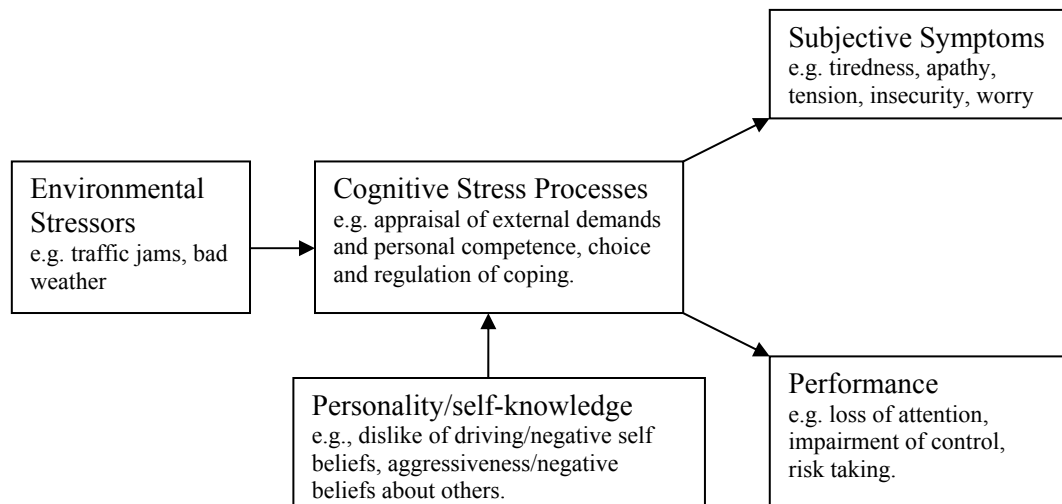 Subjective Symptoms
e.g. tiredness, apathy,
tension, insecurity, worry
Environmental
Stressors
e.g. traffic jams, bad
weather
Cognitive Stress Processes
e.g. appraisal of external demands
and personal competence, choice
and regulation of coping.
Personality/self-knowledge
e.g., dislike of driving/negative self
beliefs, aggressiveness/negative
beliefs about others.
Performance
e.g. loss of attention,
impairment of control,
risk taking.